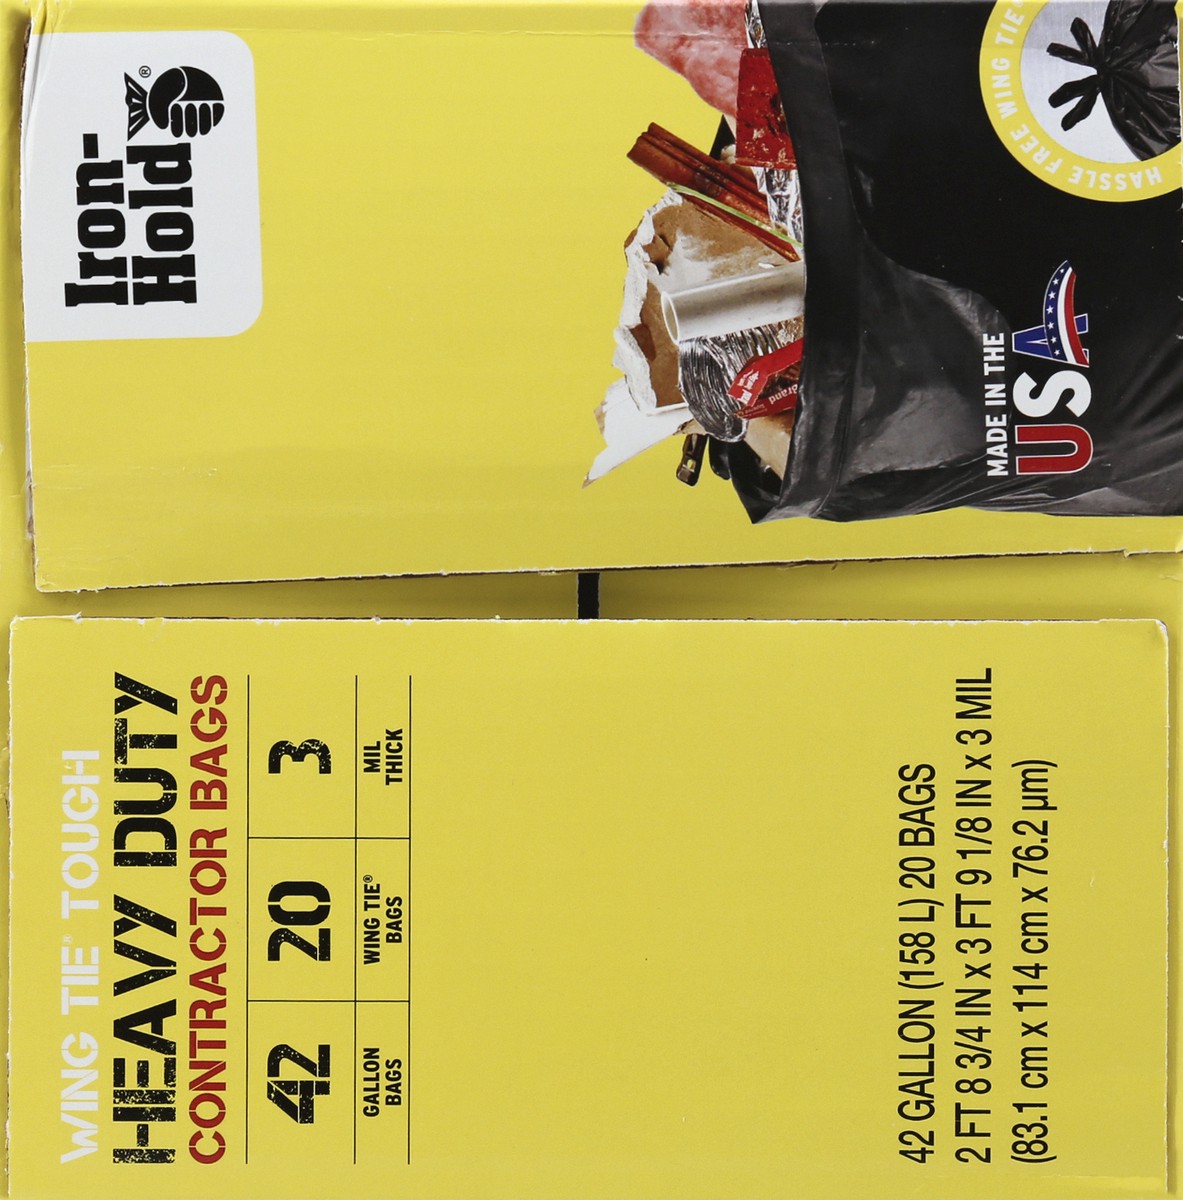 Iron-
Hold®
HASSLE FREE WING TIE
MADE IN THE
USA
Brand
WING TIE® TOUGH
HEAVY DUTY
CONTRACTOR BAGS
42 20 3
GALLON BAGS
WING TIE® BAGS
MIL THICK
42 GALLON (158 L) 20 BAGS
2 FT 8 3/4 IN x 3 FT 9 1/8 IN x 3 MIL
(83.1 cm x 114 cm x 76.2 µm)